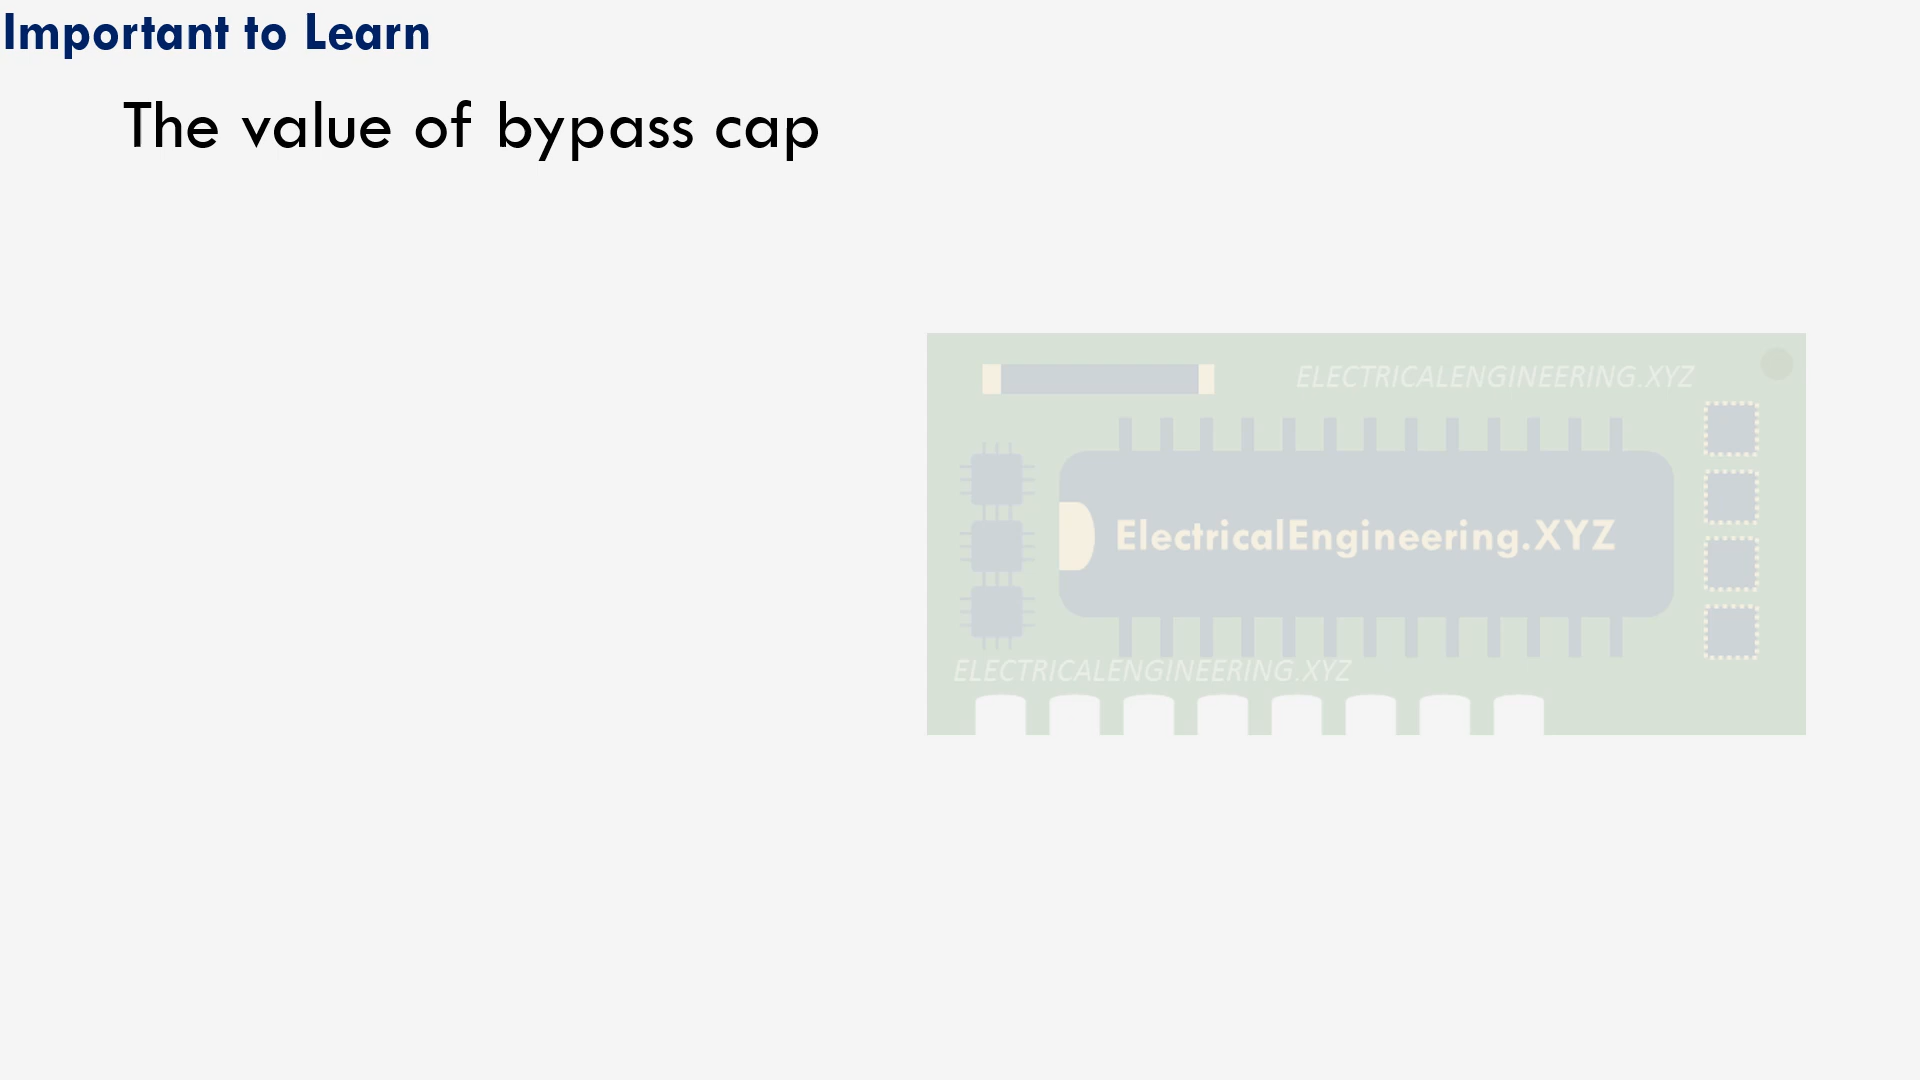 Important to Learn
The value of bypass cap
ELECTRICALENGINEERING.XYZ
ElectricalEngineering.XYZ
ELECTRICALENGINEERING.XYZ